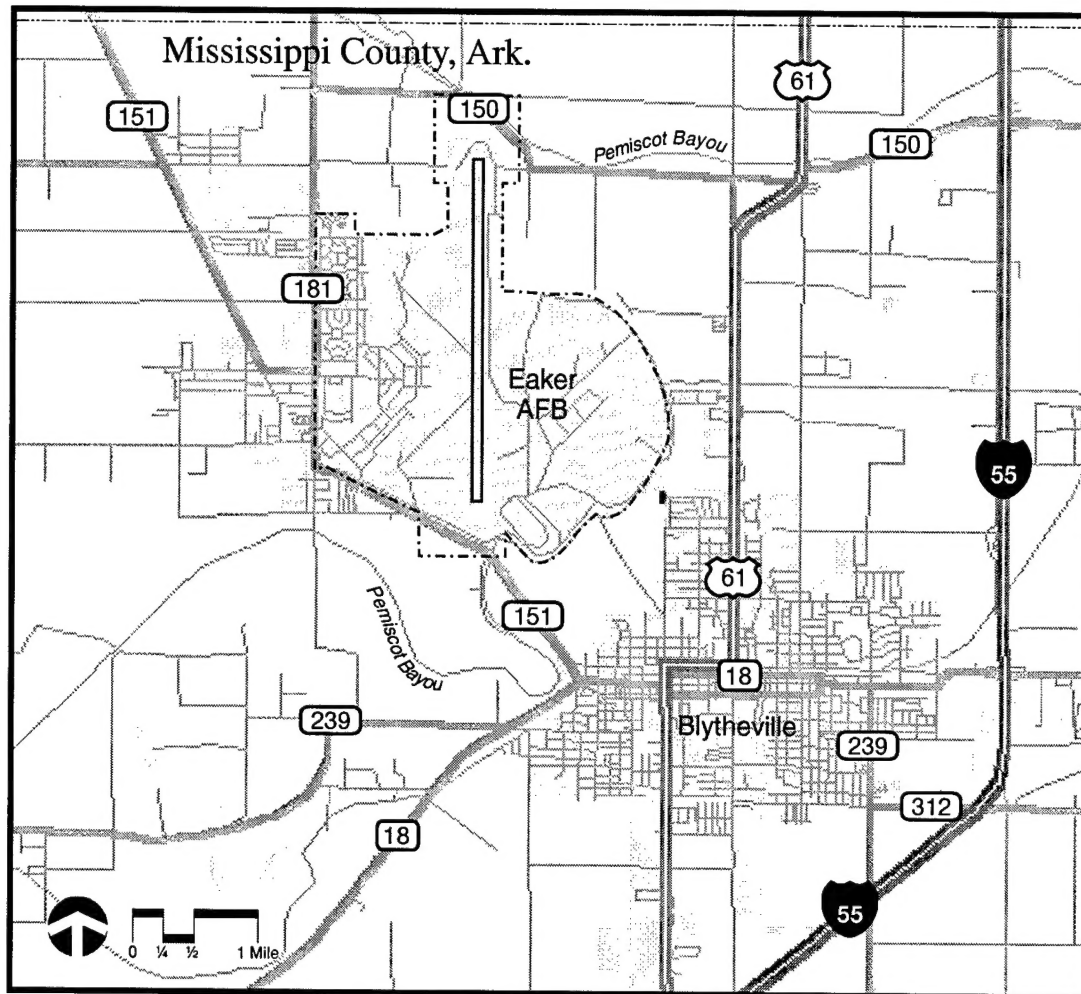 Mississippi County, Ark.
61
151
150
150
Pemiscot Bayou
181
Eaker
AFB
55
61
Pemiscot Bayou
151
18
239
Blytheville
239
312
18
55
0 ¼ ½ 1 Mile